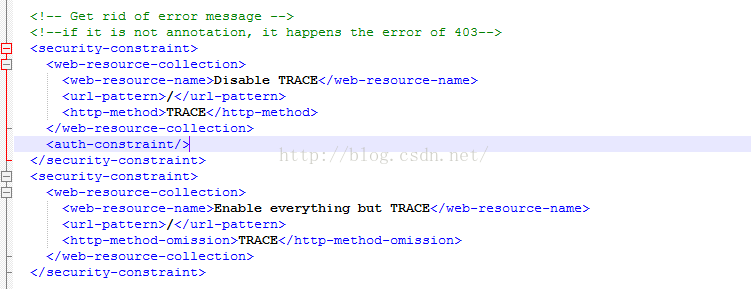 <!-- Get rid of error message -->
<!--if it is not annotation, it happens the error of 403-->
<security-constraint>
<web-resource-collection>
<web-resource-name>Disable TRACE</web-resource-name>
<url-pattern>/</url-pattern>
<http-method>TRACE</http-method>
</web-resource-collection>
<auth-constraint/>
http://blog.csdn.net/
</security-constraint>
<security-constraint>
<web-resource-collection>
<web-resource-name>Enable everything but TRACE</web-resource-name>
<url-pattern>/</url-pattern>
<http-method-omission>TRACE</http-method-omission>
</web-resource-collection>
</security-constraint>